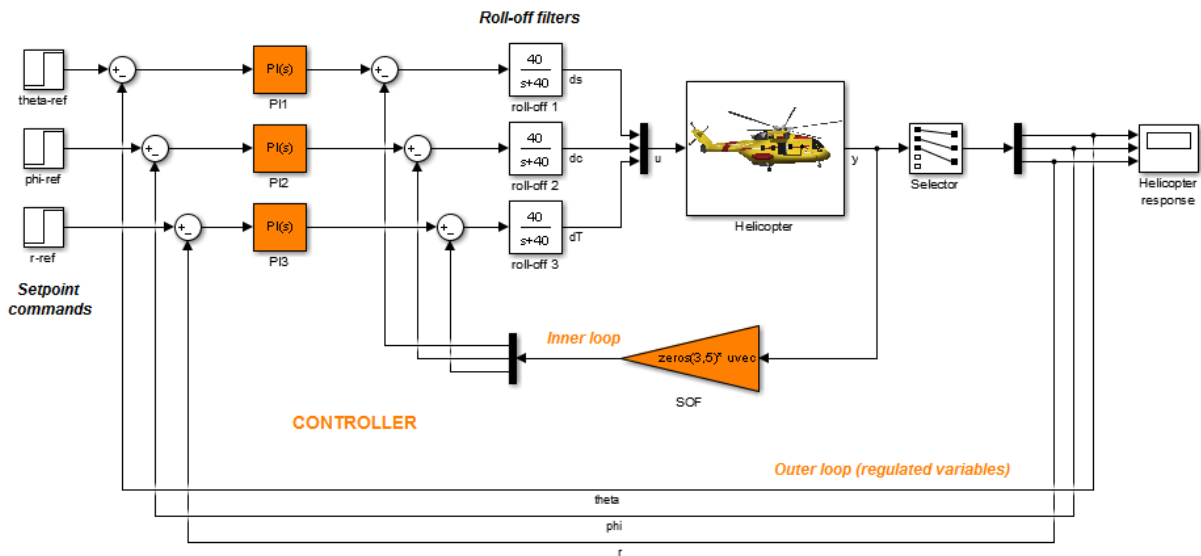 Roll-off filters
theta-ref
+
_
PI(s)
PI1
+
_
40
s+40
roll-off 1
ds
phi-ref
+
_
PI(s)
PI2
+
_
40
s+40
roll-off 2
dc
u
Helicopter
y
Selector
Helicopter
response
r-ref
+
_
PI(s)
PI3
+
_
40
s+40
roll-off 3
dT
Setpoint
commands
Inner loop
zeros(3,5)* uvec
SOF
CONTROLLER
Outer loop (regulated variables)
theta
phi
r